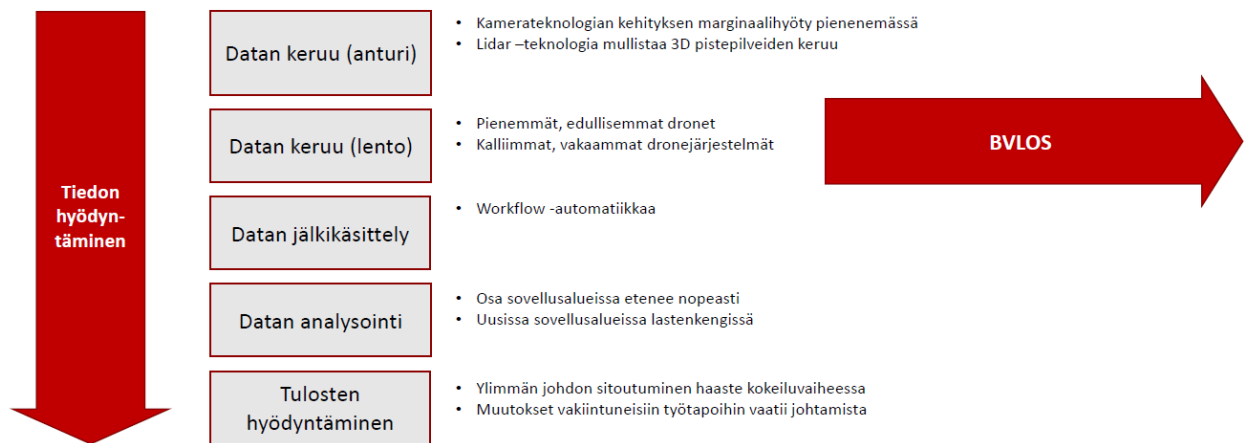 Tiedon
hyödyn-
täminen
Datan keruu (anturi)
• Kamerateknologian kehityksen marginaalihyöty pienenemässä
• Lidar –teknologia mullistaa 3D pistepilveiden keruu
Datan keruu (lento)
• Pienemmät, edullisemmat dronet
• Kalliimmat, vakaammat dronejärjestelmät
BVLOS
Datan jälkikäsittely
• Workflow -automatiikkaa
Datan analysointi
• Osa sovellusalueissa etenee nopeasti
• Uusissa sovellusalueissa lastenkengissä
Tulosten
hyödyntäminen
• Ylimmän johdon sitoutuminen haaste kokeiluvaiheessa
• Muutokset vakiintuneisiin työtapoihin vaatii johtamista